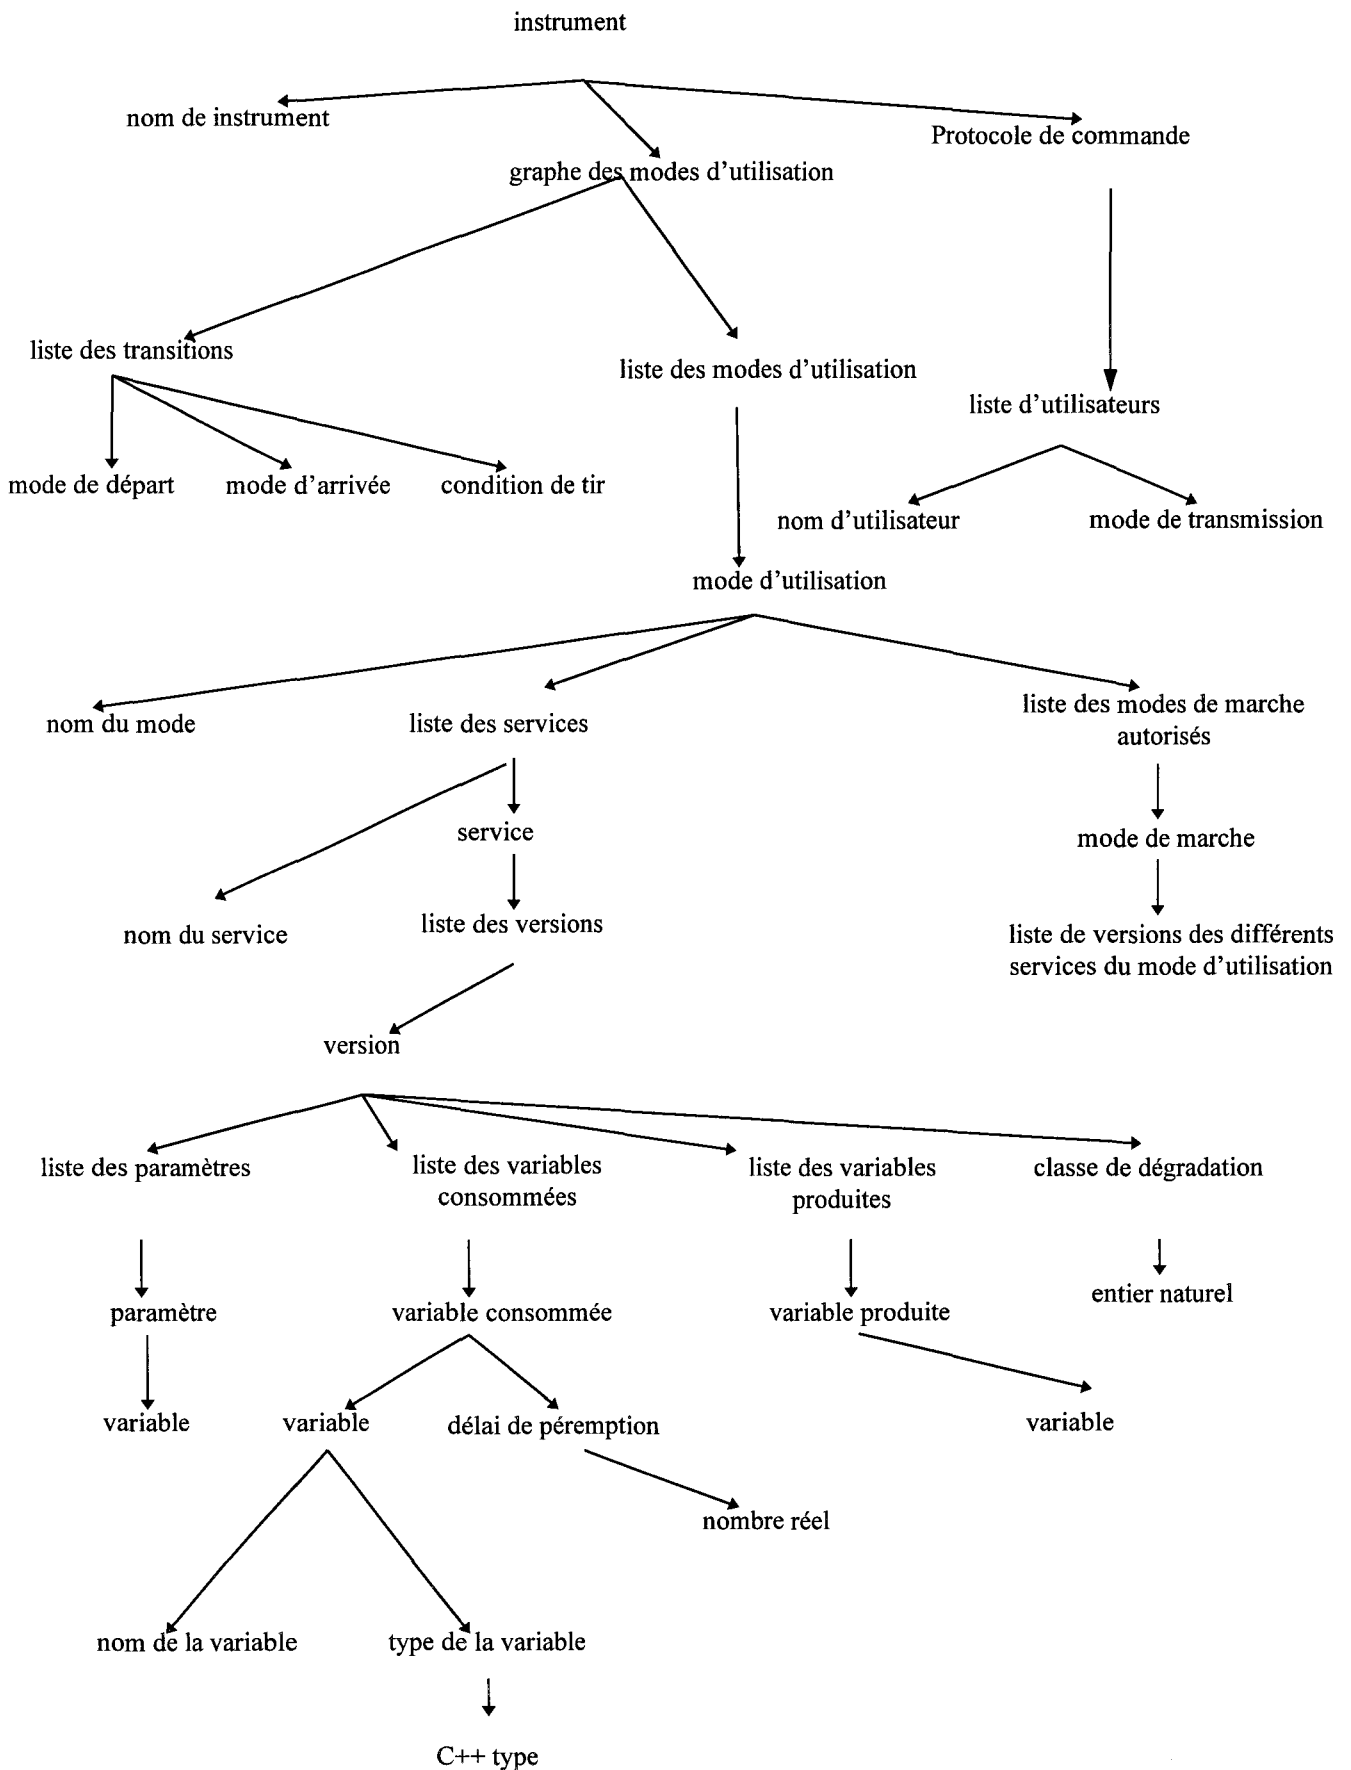 instrument
nom de instrument
Protocole de commande
graphe des modes d’utilisation
liste des transitions
liste des modes d’utilisation
liste d’utilisateurs
mode de départ
mode d’arrivée
condition de tir
nom d’utilisateur
mode de transmission
mode d’utilisation
nom du mode
liste des services
liste des modes de marche
autorisés
service
mode de marche
nom du service
liste des versions
liste de versions des différents
services du mode d’utilisation
version
liste des paramètres
liste des variables
consommées
liste des variables
produites
classe de dégradation
paramètre
variable consommée
variable produite
entier naturel
variable
variable
délai de péremption
variable
nombre réel
nom de la variable
type de la variable
C++ type